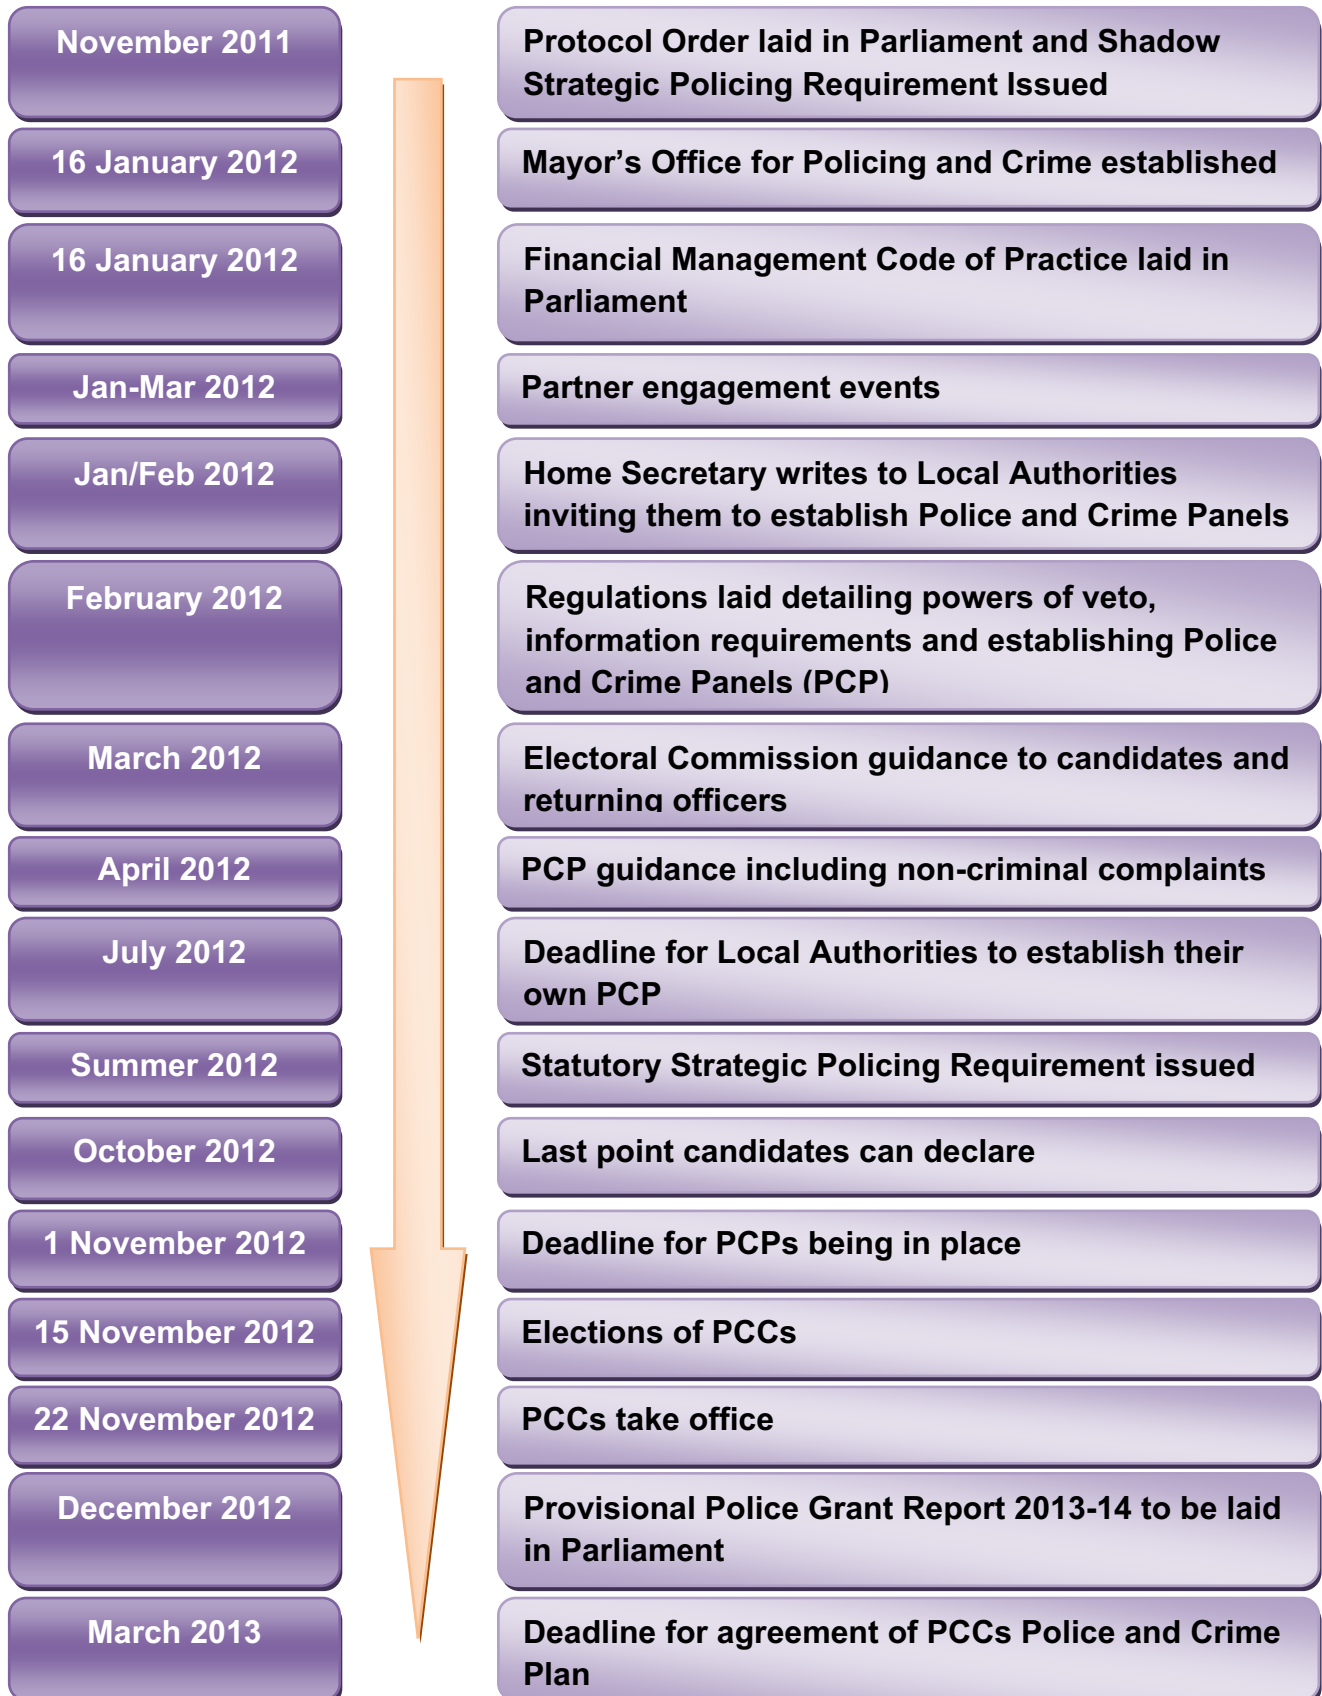 November 2011
Protocol Order laid in Parliament and Shadow
Strategic Policing Requirement Issued
16 January 2012
Mayor’s Office for Policing and Crime established
16 January 2012
Financial Management Code of Practice laid in
Parliament
Jan-Mar 2012
Partner engagement events
Jan/Feb 2012
Home Secretary writes to Local Authorities
inviting them to establish Police and Crime Panels
February 2012
Regulations laid detailing powers of veto,
information requirements and establishing Police
and Crime Panels (PCP)
March 2012
Electoral Commission guidance to candidates and
returning officers
April 2012
PCP guidance including non-criminal complaints
July 2012
Deadline for Local Authorities to establish their
own PCP
Summer 2012
Statutory Strategic Policing Requirement issued
October 2012
Last point candidates can declare
1 November 2012
Deadline for PCPs being in place
15 November 2012
Elections of PCCs
22 November 2012
PCCs take office
December 2012
Provisional Police Grant Report 2013-14 to be laid
in Parliament
March 2013
Deadline for agreement of PCCs Police and Crime
Plan